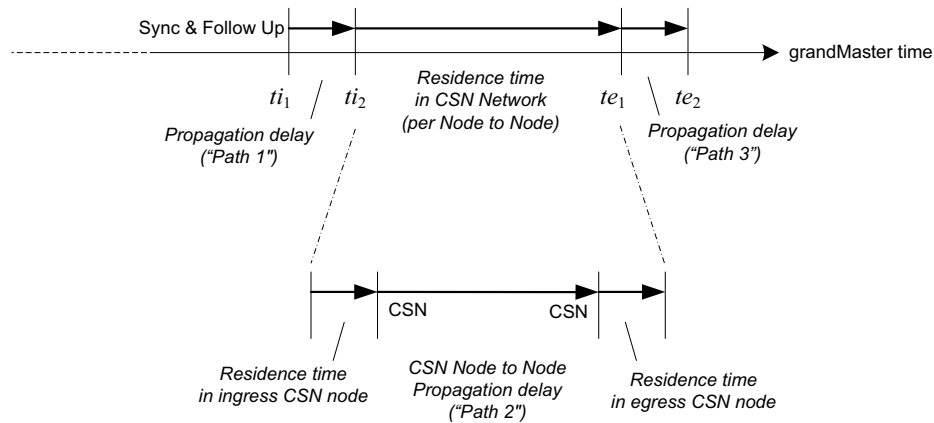 Sync & Follow Up
grandMaster time
ti1
ti2
Residence time
in CSN Network
(per Node to Node)
te1
te2
Propagation delay
(“Path 1")
Propagation delay
(“Path 3”)
CSN
CSN
Residence time
in ingress CSN node
CSN Node to Node
Propagation delay
(“Path 2")
Residence time
in egress CSN node